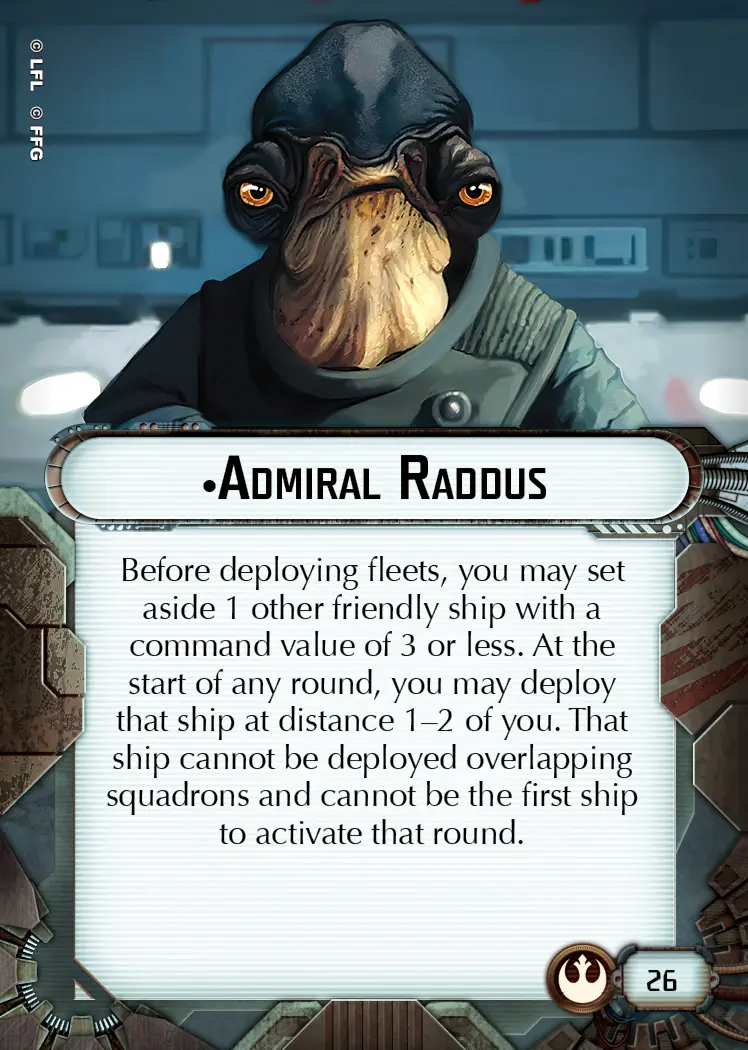 © LFL © FFG
•Admiral Raddus
Before deploying fleets, you may set
aside 1 other friendly ship with a
command value of 3 or less. At the
start of any round, you may deploy
that ship at distance 1–2 of you. That
ship cannot be deployed overlapping
squadrons and cannot be the first ship
to activate that round.
26